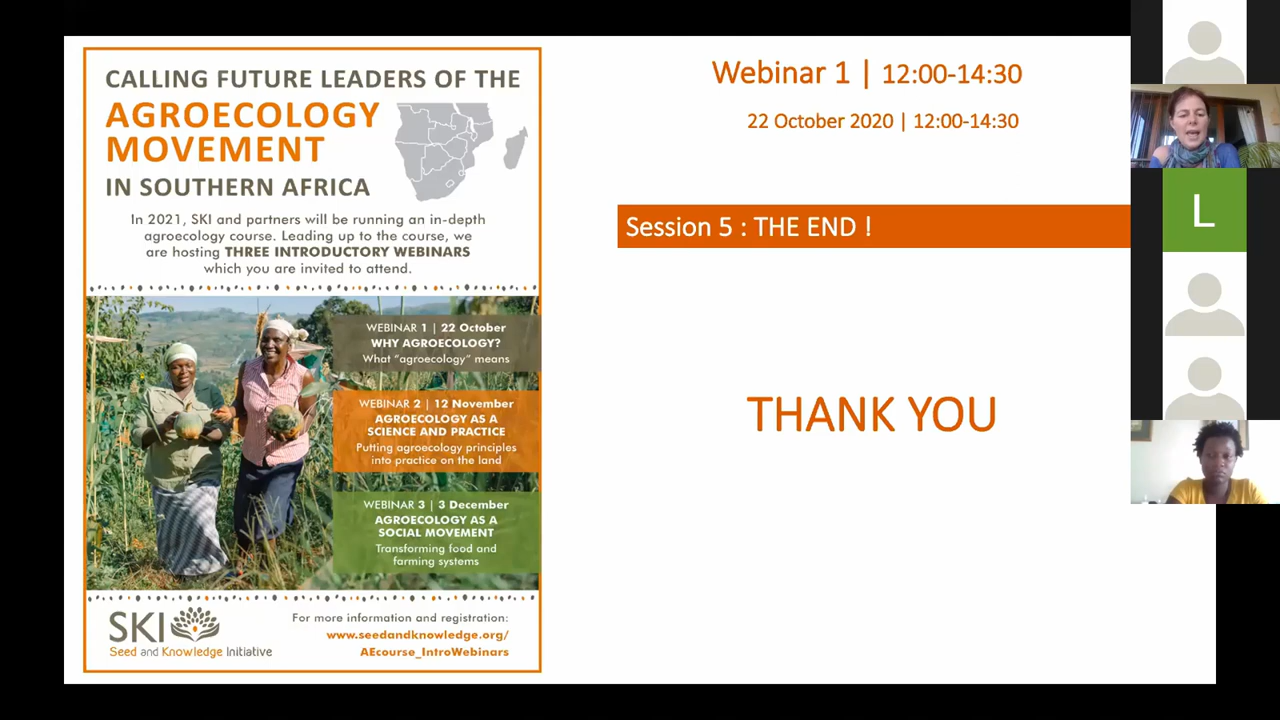 CALLING FUTURE LEADERS OF THE
AGROECOLOGY
MOVEMENT
IN SOUTHERN AFRICA
In 2021, SKI and partners will be running an in-depth
agroecology course. Leading up to the course, we
are hosting THREE INTRODUCTORY WEBINARS
which you are invited to attend.
WEBINAR 1 | 22 October
WHY AGROECOLOGY?
What “agroecology” means
WEBINAR 2 | 12 November
AGROECOLOGY AS A
SCIENCE AND PRACTICE
Putting agroecology principles
into practice on the land
WEBINAR 3 | 3 December
AGROECOLOGY AS A
SOCIAL MOVEMENT
Transforming food and
farming systems
SKI
Seed and Knowledge Initiative
For more information and registration:
www.seedandknowledge.org/
AEcourse_IntroWebinars
Webinar 1 | 12:00-14:30
22 October 2020 | 12:00-14:30
Session 5 : THE END !
THANK YOU
L